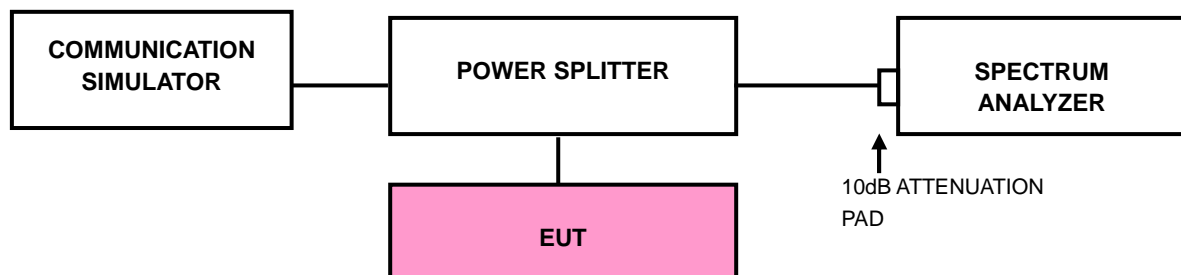 COMMUNICATION
SIMULATOR
POWER SPLITTER
SPECTRUM
ANALYZER
10dB ATTENUATION
PAD
EUT